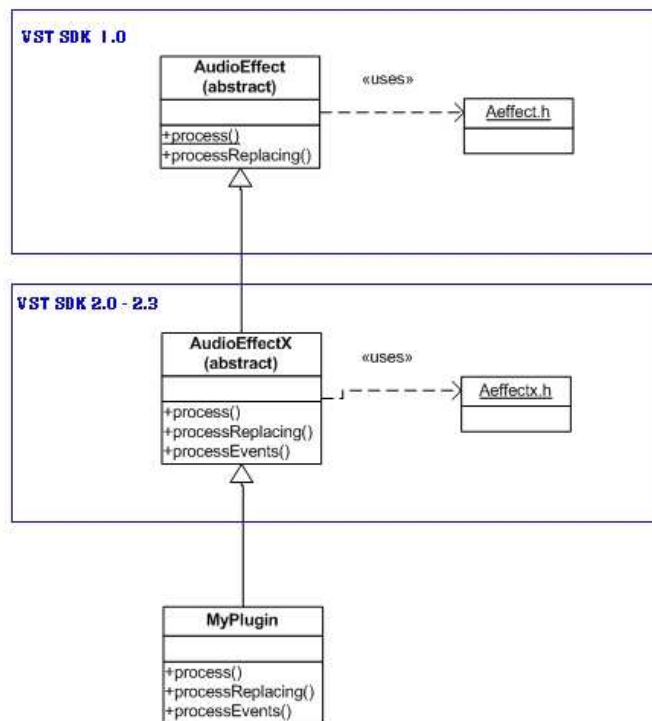 VST SDK 1.0
AudioEffect
(abstract)
«uses»
Aeffect.h
+process()
+processReplacing()
VST SDK 2.0 - 2.3
AudioEffectX
(abstract)
«uses»
Aeffectx.h
+process()
+processReplacing()
+processEvents()
MyPlugin
+process()
+processReplacing()
+processEvents()